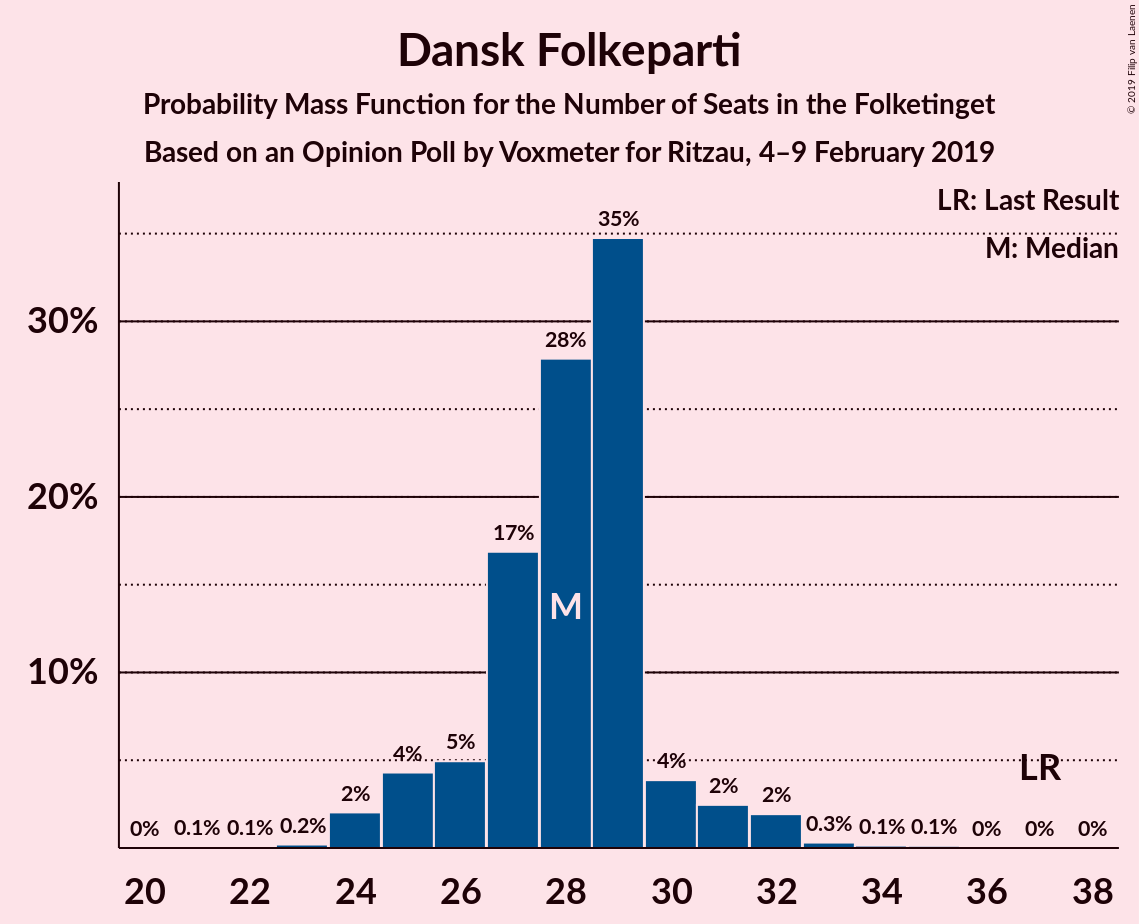 Dansk Folkeparti
Probability Mass Function for the Number of Seats in the Folketinget
Based on an Opinion Poll by Voxmeter for Ritzau, 4–9 February 2019
© 2019 Filip van Laenen
LR: Last Result
M: Median
30%
20%
10%
0%
0.1%
0.1%
0.2%
2%
4%
5%
17%
28%
35%
4%
2%
2%
0.3%
0.1%
0.1%
0%
0%
0%
M
LR
20 22 24 26 28 30 32 34 36 38